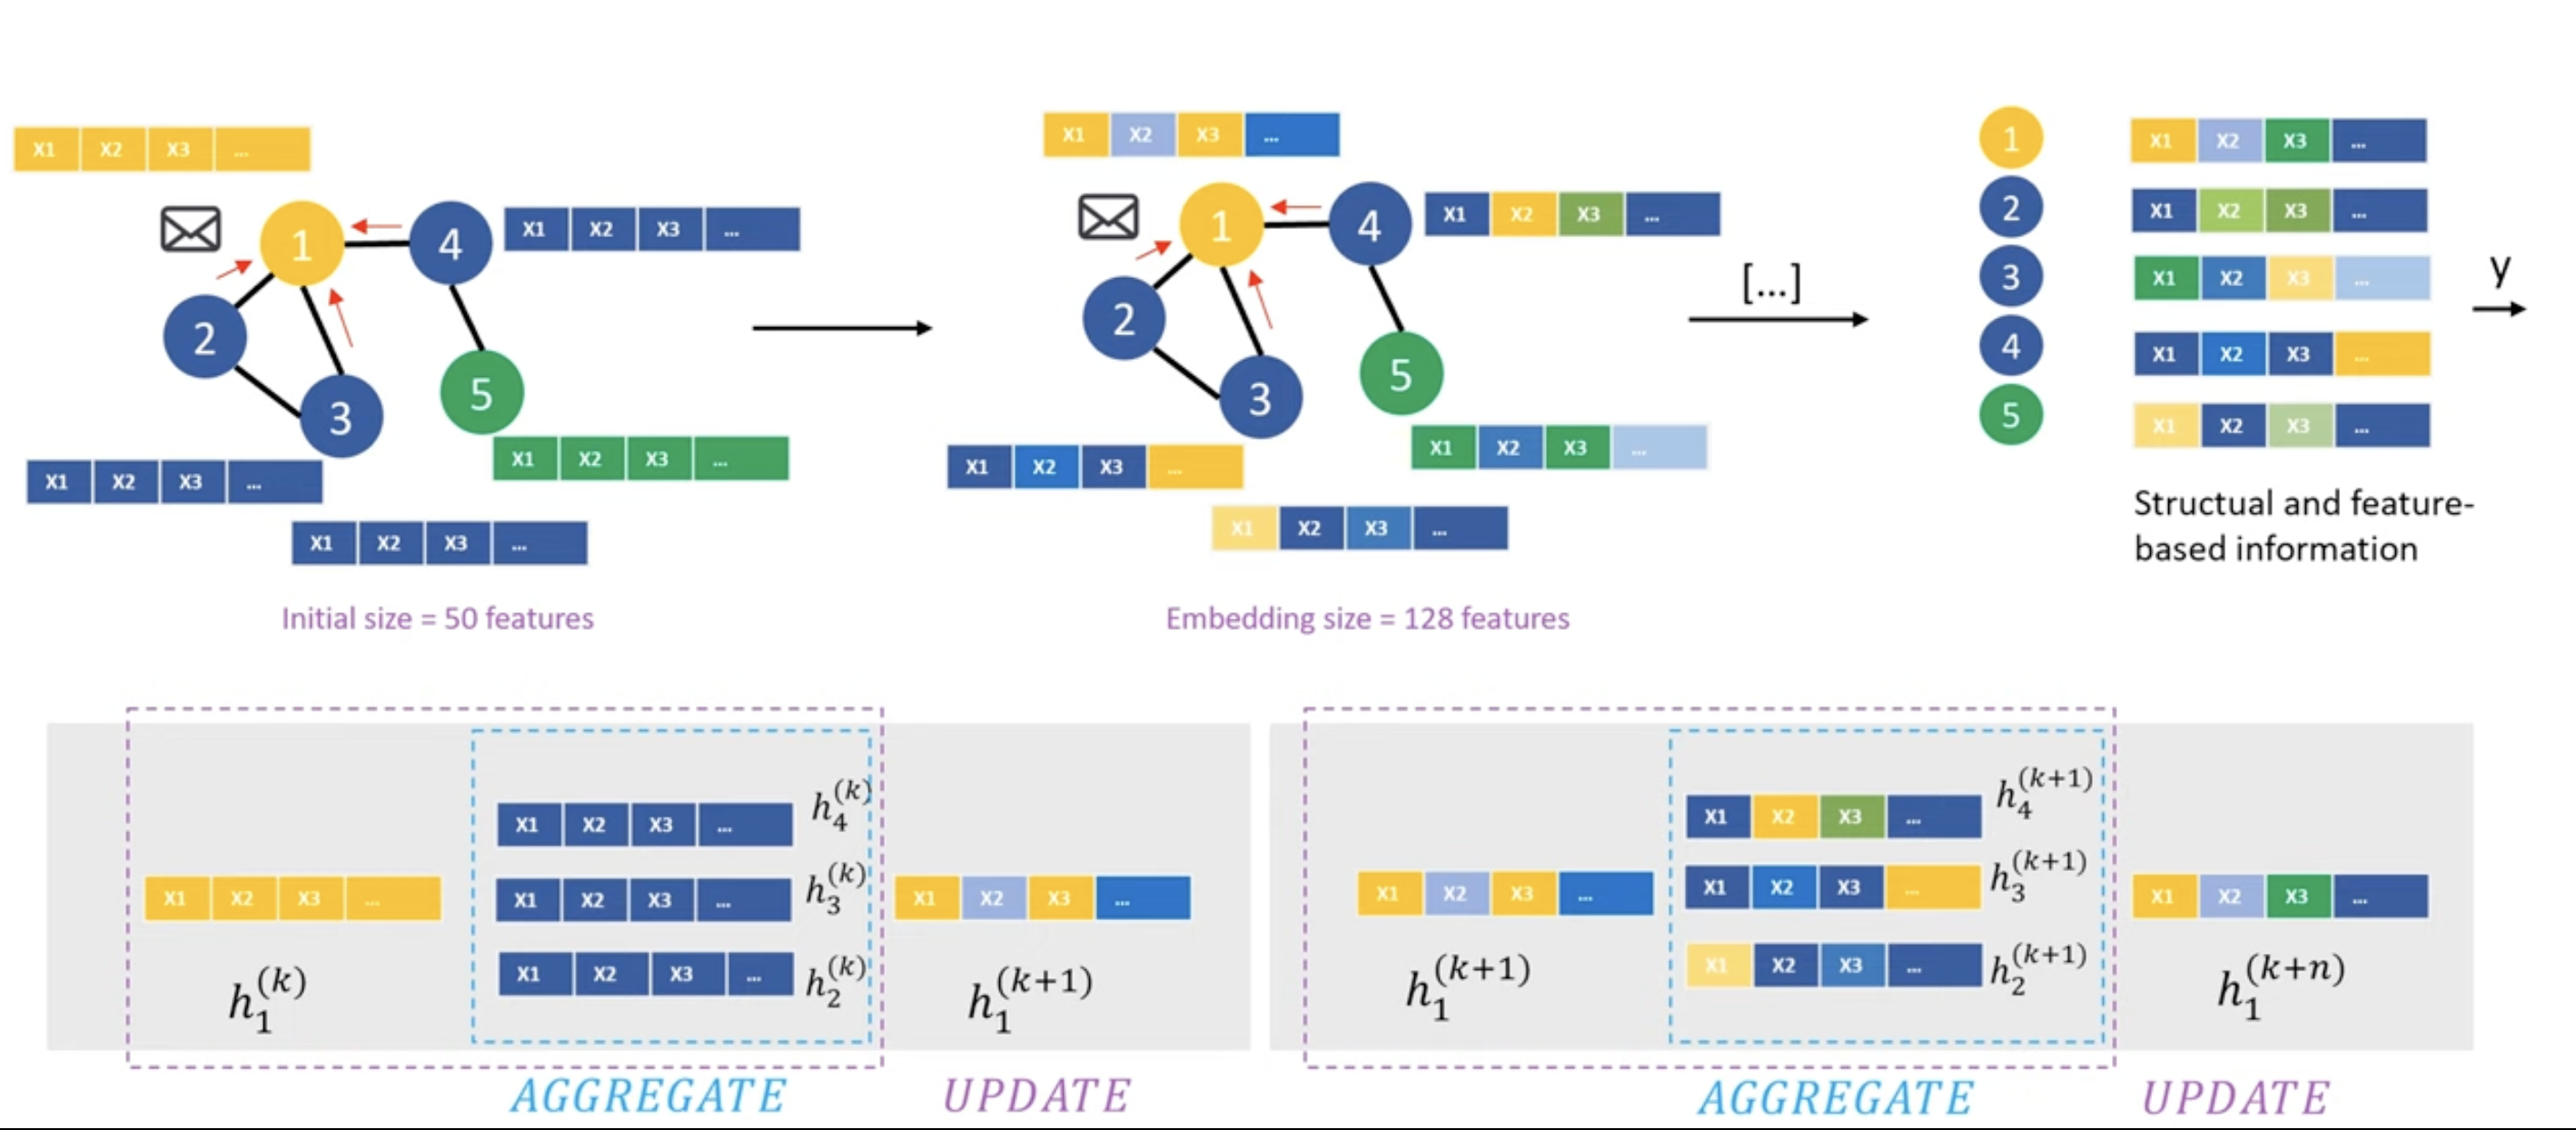 X1 X2 X3 ...
1
4
X1 X2 X3 ...
2
3
5
X1 X2 X3 ...
X1 X2 X3 ...
X1 X2 X3 ...
Initial size = 50 features
X1 X2 X3 ...
1
4
X1 X2 X3 ...
2
3
5
X1 X2 X3 ...
X1 X2 X3 ...
X1 X2 X3 ...
Embedding size = 128 features
[...]
1 X1 X2 X3 ...
2 X1 X2 X3 ...
3 X1 X2 X3 ...
4 X1 X2 X3 ...
5 X1 X2 X3 ...
y
Structual and feature-
based information
X1 X2 X3 ...
h_1^{(k)}
X1 X2 X3 ... h_4^{(k)}
X1 X2 X3 ... h_3^{(k)}
X1 X2 X3 ... h_2^{(k)}
X1 X2 X3 ...
h_1^{(k+1)}
AGGREGATE
UPDATE
X1 X2 X3 ...
h_1^{(k+1)}
X1 X2 X3 ... h_4^{(k+1)}
X1 X2 X3 ... h_3^{(k+1)}
X1 X2 X3 ... h_2^{(k+1)}
X1 X2 X3 ...
h_1^{(k+n)}
AGGREGATE
UPDATE